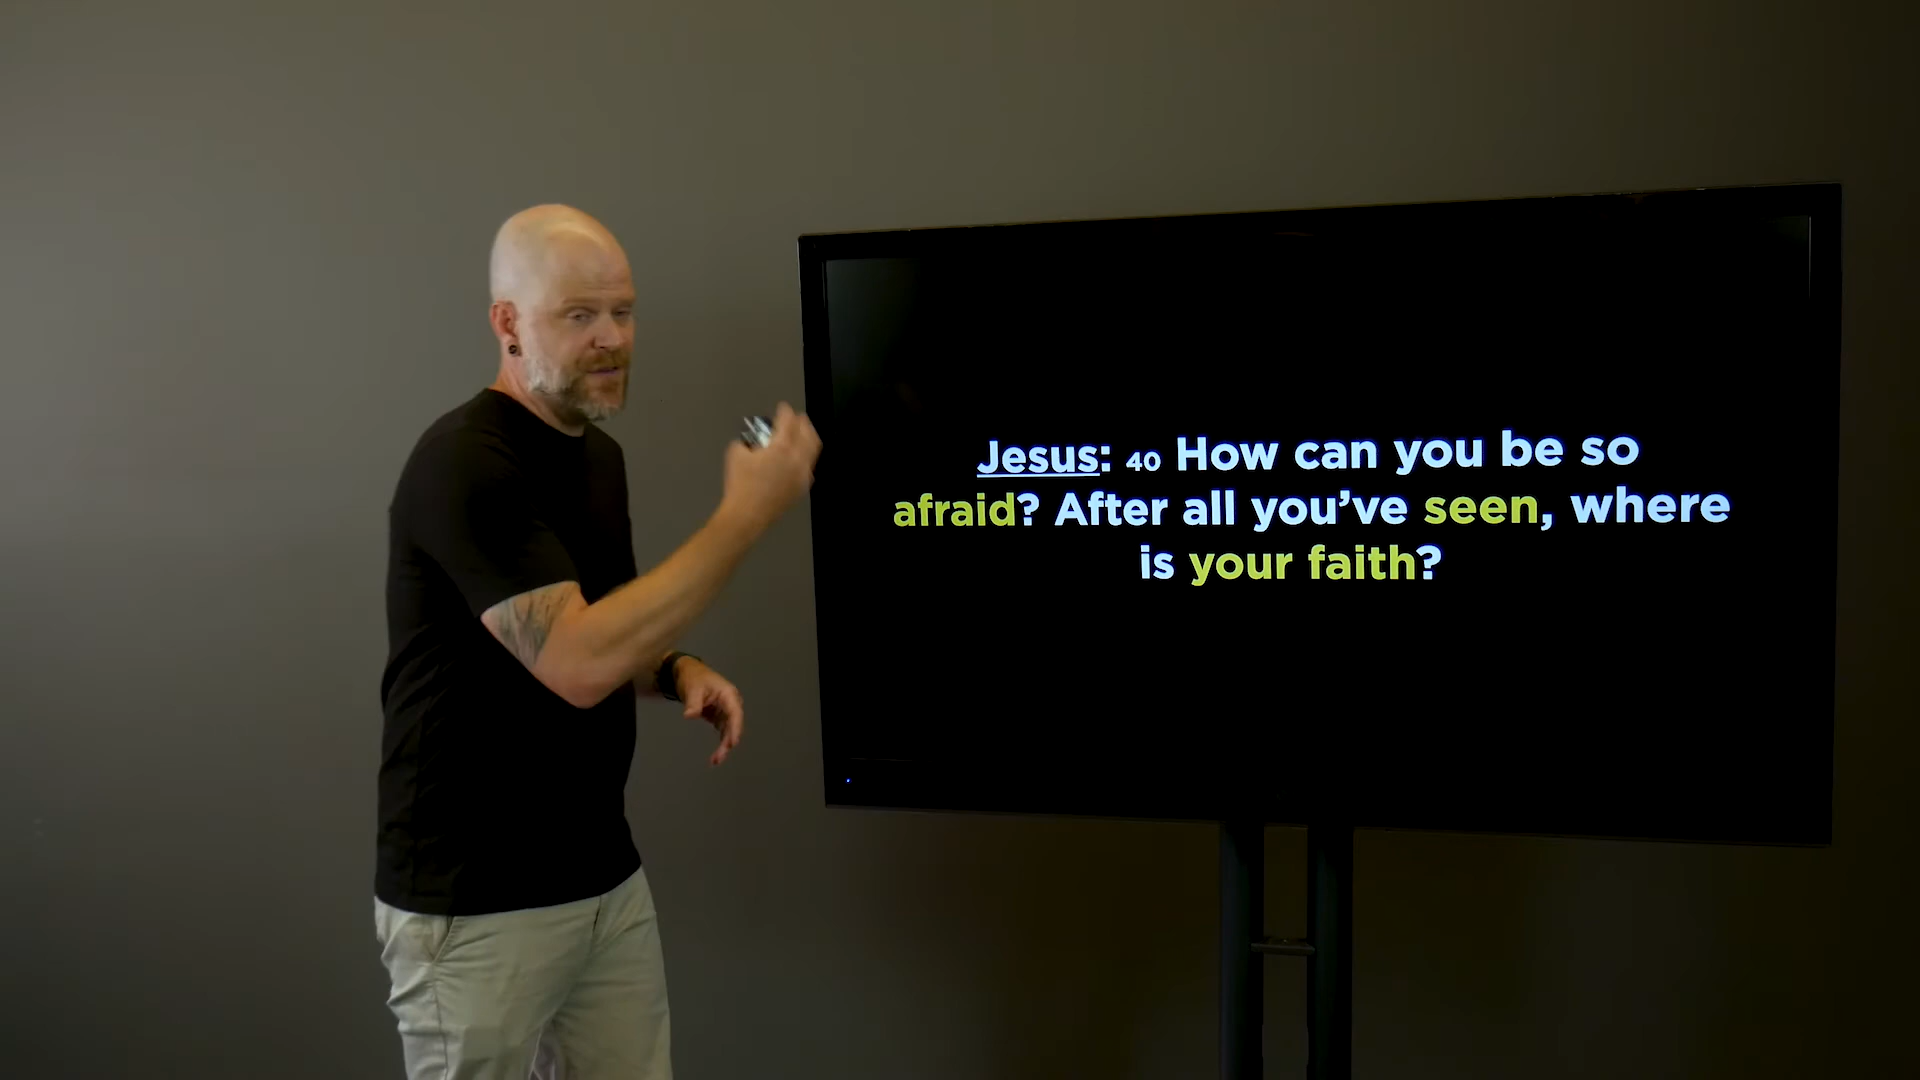 Jesus: 40 How can you be so
afraid? After all you’ve seen, where
is your faith?